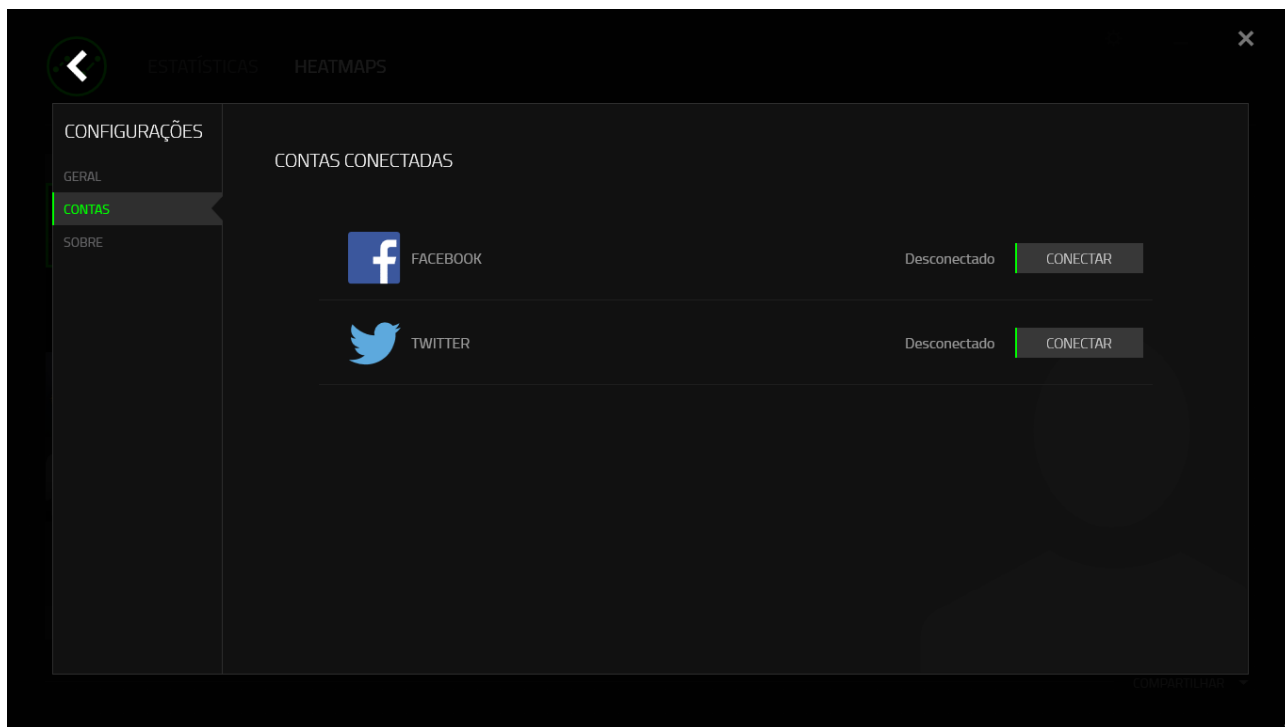 ESTATÍSTICAS HEATMAPS
CONFIGURAÇÕES
GERAL
CONTAS
SOBRE
CONTAS CONECTADAS
FACEBOOK Desconectado CONECTAR
TWITTER Desconectado CONECTAR
COMPARTILHAR